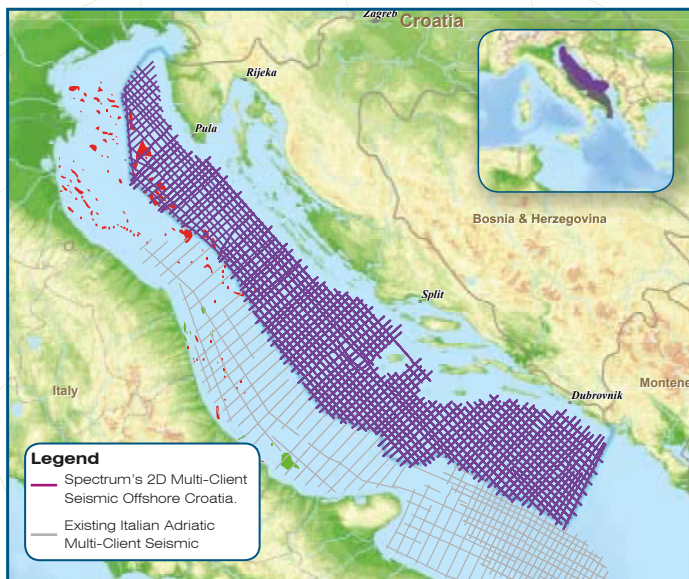 Zagreb
Croatia
Rijeka
Pula
Bosnia & Herzegovina
Split
Italy
Dubrovnik
Montene
Legend
Spectrum's 2D Multi-Client
Seismic Offshore Croatia.
Existing Italian Adriatic
Multi-Client Seismic